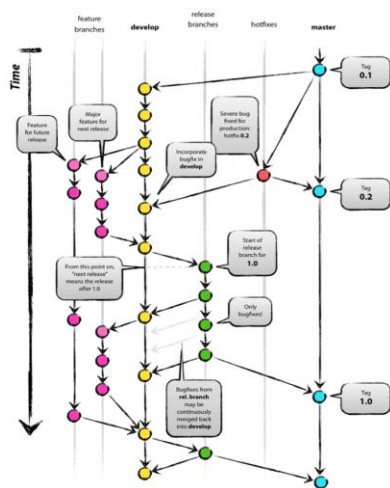 feature
branches
develop
release
branches
hotfixes
master
Time
Tag
0.1
Feature
for future
release
Major
feature for
next release
Severe bug
fixed for
production:
hotfix 0.2
Incorporate
bugfix in
develop
Tag
0.2
From this point on,
"next release"
means the release
after 1.0
Start of
release
branch for
1.0
Only
bugfixes!
Bugfixes from
rel. branch
may be
continuously
merged back
into develop
Tag
1.0